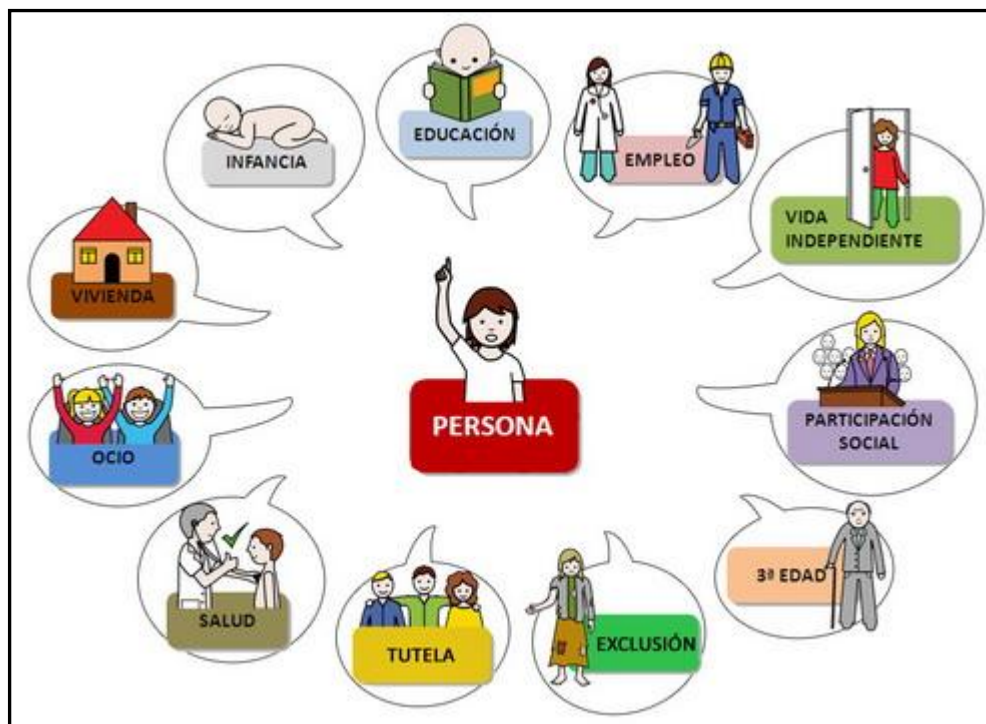 EDUCACIÓN
INFANCIA
EMPLEO
VIDA
INDEPENDIENTE
VIVIENDA
PERSONA
PARTICIPACIÓN
SOCIAL
OCIO
3ª EDAD
SALUD
TUTELA
EXCLUSIÓN